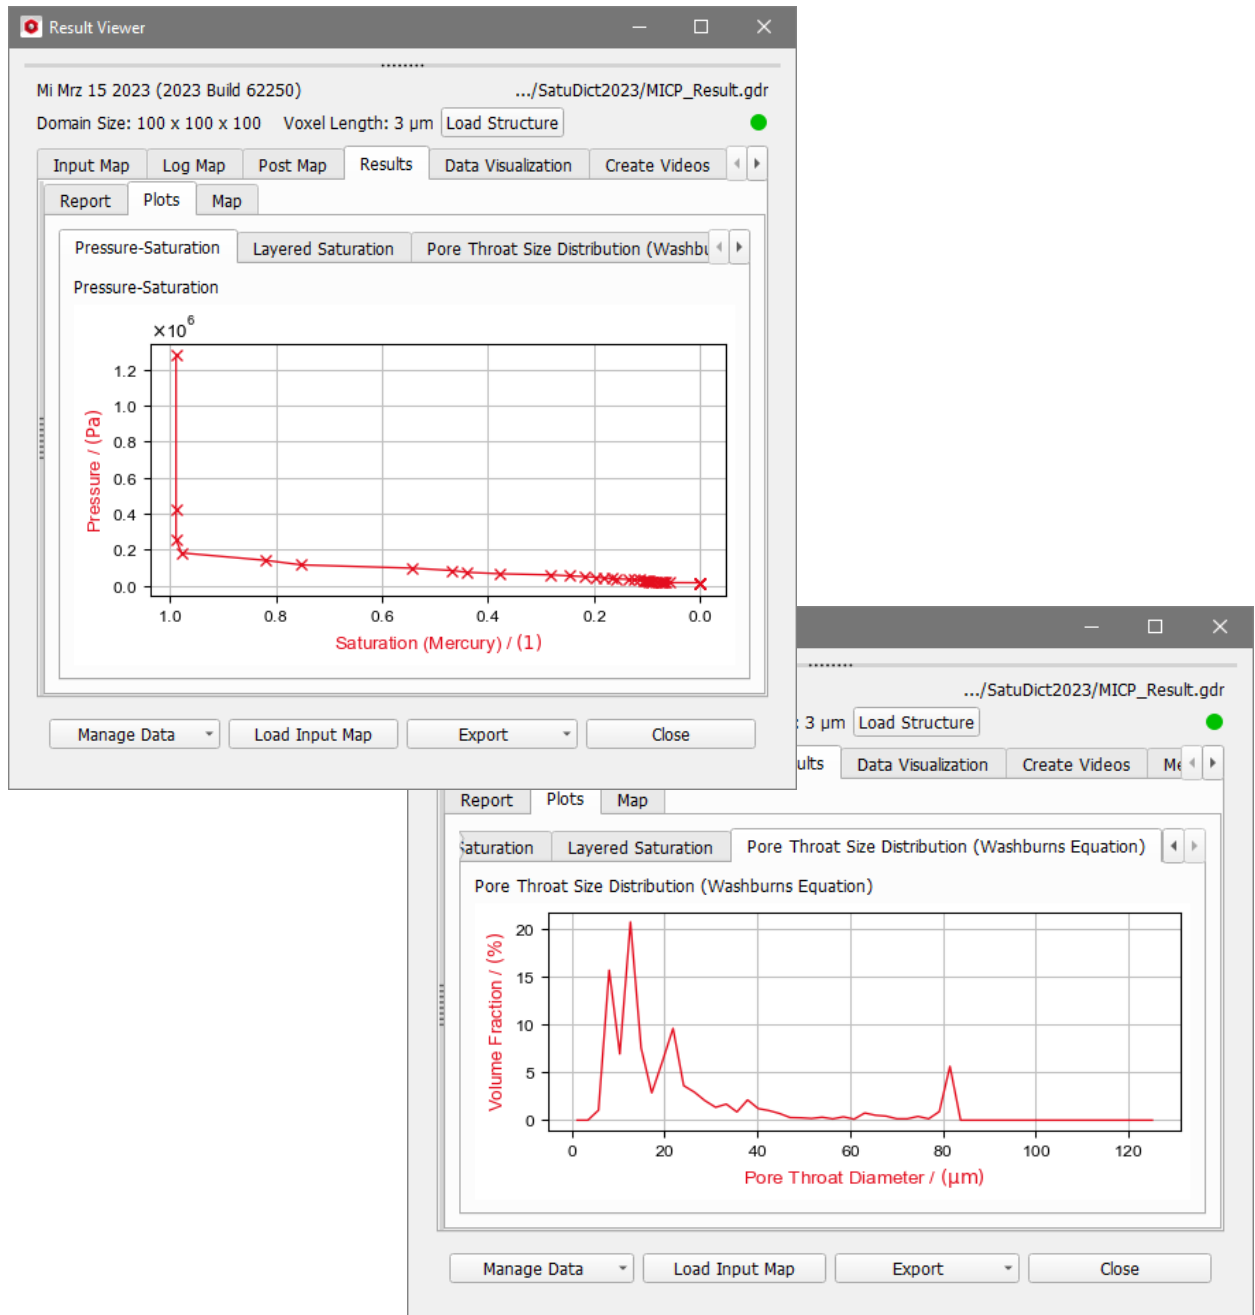 Result Viewer
Mi Mrz 15 2023 (2023 Build 62250) .../SatuDict2023/MICP_Result.gdr
Domain Size: 100 x 100 x 100 Voxel Length: 3 µm Load Structure
Input Map Log Map Post Map Results Data Visualization Create Videos
Report Plots Map
Pressure-Saturation Layered Saturation Pore Throat Size Distribution (Washbu
Pressure-Saturation
×10⁶
1.2
1.0
0.8
0.6
0.4
0.2
0.0
Pressure / (Pa)
1.0 0.8 0.6 0.4 0.2 0.0
Saturation (Mercury) / (1)
Manage Data Load Input Map Export Close
.../SatuDict2023/MICP_Result.gdr
: 3 µm Load Structure
ults Data Visualization Create Videos Me
Report Plots Map
Saturation Layered Saturation Pore Throat Size Distribution (Washburns Equation)
Pore Throat Size Distribution (Washburns Equation)
20
15
10
5
0
Volume Fraction / (%)
0 20 40 60 80 100 120
Pore Throat Diameter / (µm)
Manage Data Load Input Map Export Close